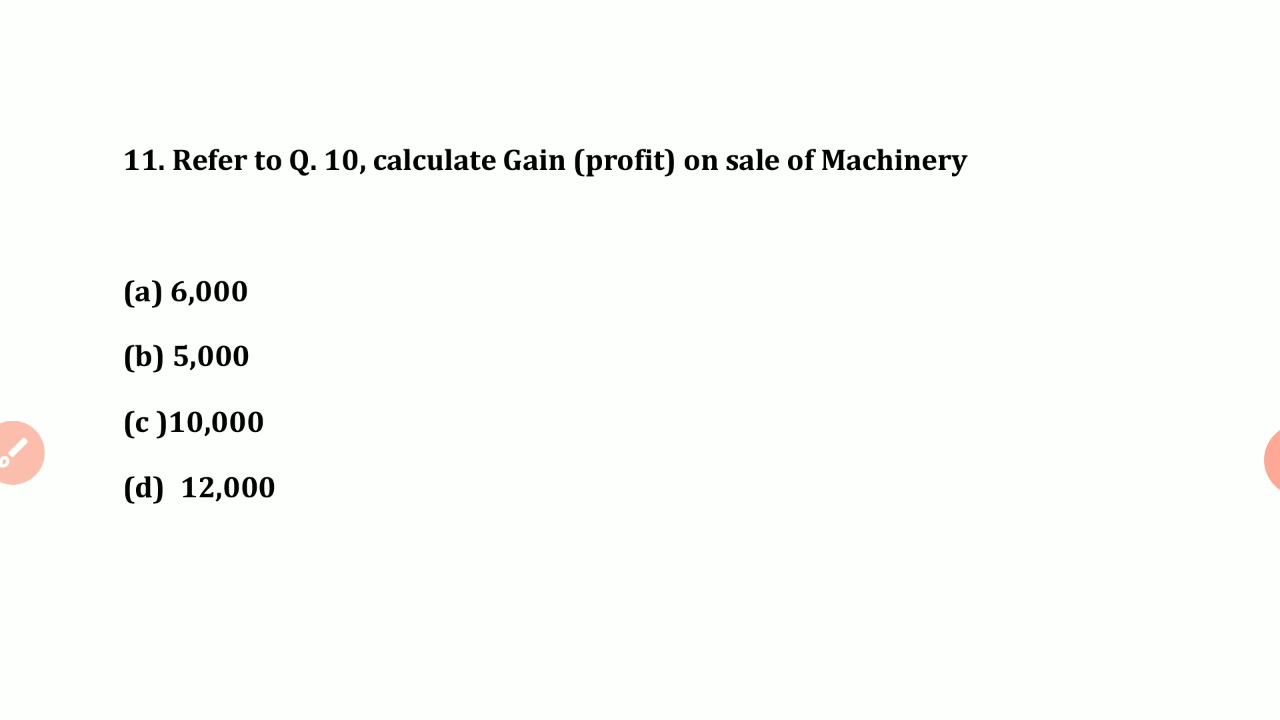 11. Refer to Q. 10, calculate Gain (profit) on sale of Machinery
(a) 6,000
(b) 5,000
(c )10,000
(d)  12,000